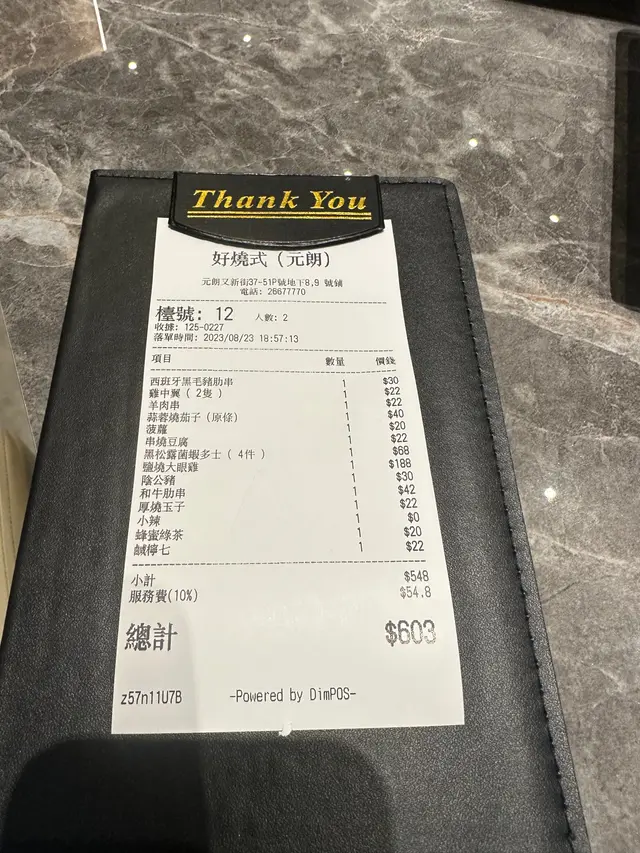 Thank You
好燒式 (元朗)
元朗又新街37-51P號地下8,9 號舖
電話: 26677770
檯號: 12 人數: 2
收據: 125-0227
落單時間: 2023/08/23 18:57:13
項目 數量 價錢
西班牙黑毛豬肋串 1 $30
雞中翼 ( 2隻 ) 1 $22
羊肉串 1 $22
蒜蓉燒茄子 (原條) 1 $40
菠蘿 1 $20
串燒豆腐 1 $22
黑松露菌蝦多士 ( 4件 ) 1 $68
鹽燒大眼雞 1 $188
陰公豬 1 $30
和牛肋串 1 $42
厚燒玉子 1 $22
小辣 1 $0
蜂蜜綠茶 1 $20
鹹檸七 1 $22
小計 $548
服務費(10%) $54.8
總計 $603
z57n11U7B -Powered by DimPOS-